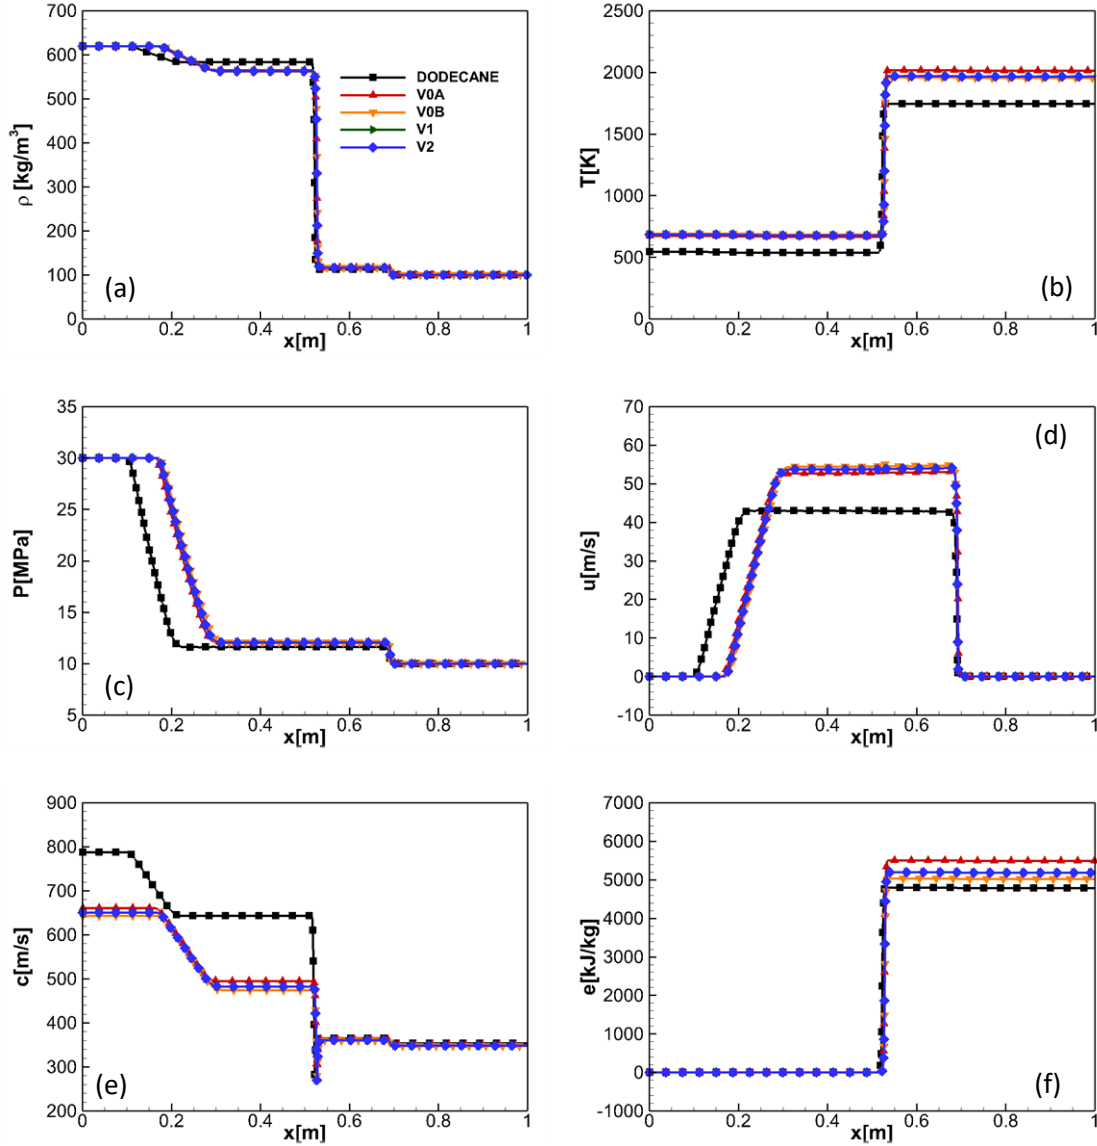 700
600
500
400
300
200
100
0
ρ [kg/m³]
DODECANE
V0A
V0B
V1
V2
(a)
0 0.2 0.4 0.6 0.8 1
x[m]
2500
2000
1500
1000
500
0
T[K]
(b)
0 0.2 0.4 0.6 0.8 1
x[m]
35
30
25
20
15
10
5
P[MPa]
(c)
0 0.2 0.4 0.6 0.8 1
x[m]
70
60
50
40
30
20
10
0
-10
u[m/s]
(d)
0 0.2 0.4 0.6 0.8 1
x[m]
900
800
700
600
500
400
300
200
c[m/s]
(e)
0 0.2 0.4 0.6 0.8 1
x[m]
7000
6000
5000
4000
3000
2000
1000
0
-1000
e[kJ/kg]
(f)
0 0.2 0.4 0.6 0.8 1
x[m]